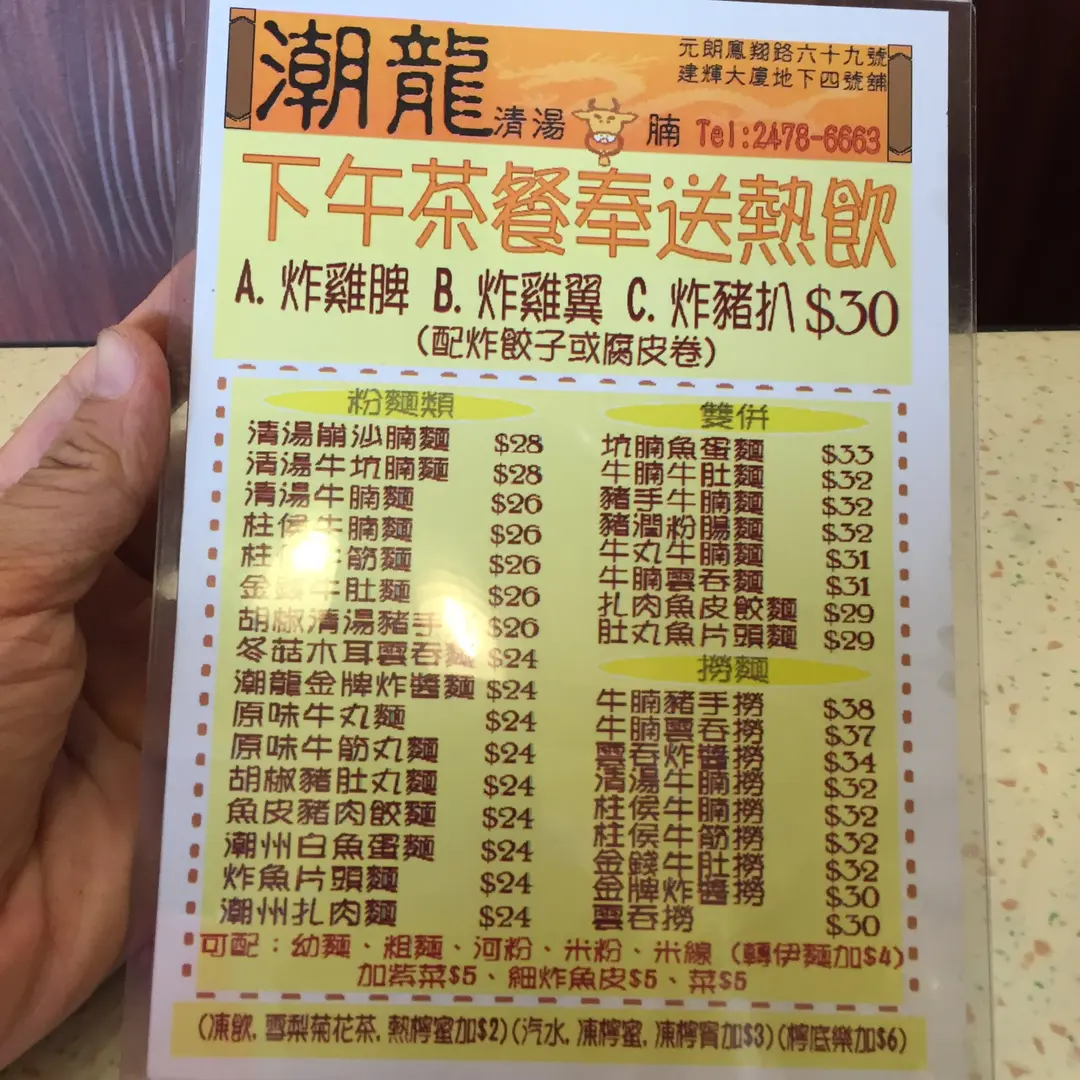 潮龍
元朗鳳翔路六十九號
建輝大廈地下四號舖
清湯 腩 Tel:2478-6663
下午茶餐奉送熱飲
A. 炸雞脾 B. 炸雞翼 C. 炸豬扒 $30
(配炸餃子或腐皮卷)
粉麵類
清湯崩沙腩麵 $28
清湯牛坑腩麵 $28
清湯牛腩麵 $26
柱侯牛腩麵 $26
柱 牛筋麵 $26
金錢牛肚麵 $26
胡椒清湯豬手 $26
冬菇木耳雲吞麵 $24
潮龍金牌炸醬麵 $24
原味牛丸麵 $24
原味牛筋丸麵 $24
胡椒豬肚丸麵 $24
魚皮豬肉餃麵 $24
潮州白魚蛋麵 $24
炸魚片頭麵 $24
潮州扎肉麵 $24
雙併
坑腩魚蛋麵 $33
牛腩牛肚麵 $32
豬手牛腩麵 $32
豬潤粉腸麵 $32
牛丸牛腩麵 $31
牛腩雲吞麵 $31
扎肉魚皮餃麵 $29
肚丸魚片頭麵 $29
撈麵
牛腩豬手撈 $38
牛腩雲吞撈 $37
雲吞炸醬撈 $34
清湯牛腩撈 $32
柱侯牛腩撈 $32
柱侯牛筋撈 $32
金錢牛肚撈 $32
金牌炸醬撈 $30
雲吞撈 $30
可配：幼麵、粗麵、河粉、米粉、米線 (轉伊麵加$4)
加紫菜$5、細炸魚皮$5、菜$5
(凍飲, 雪梨菊花茶, 熱檸蜜加$2) (汽水, 凍檸蜜, 凍檸賓加$3) (檸底樂加$6)